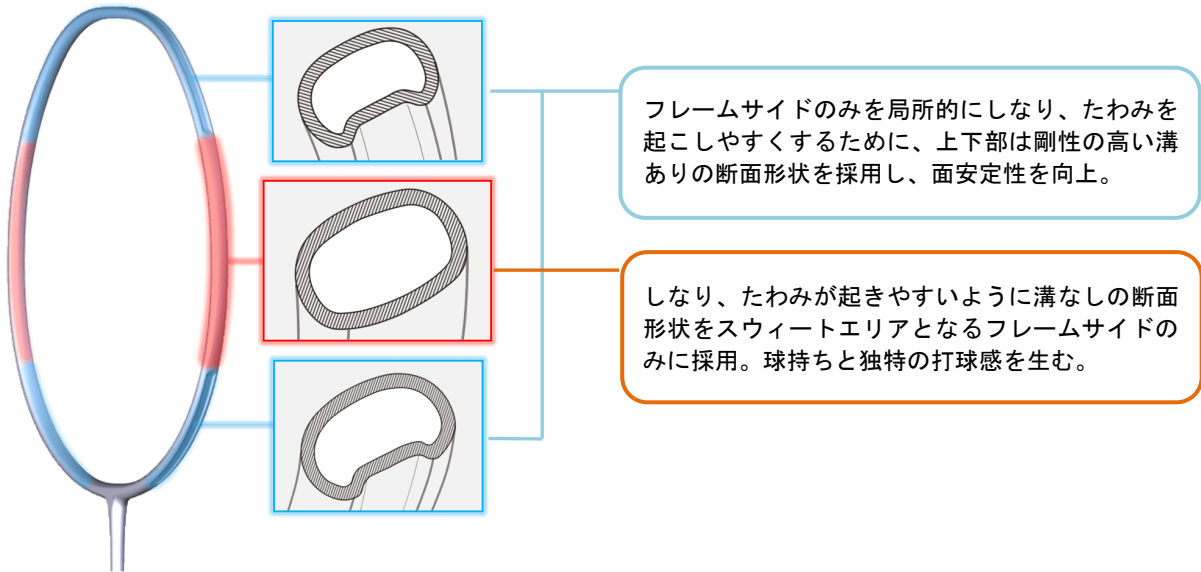 フレームサイドのみを局所的にしなり、たわみを
起こしやすくするために、上下部は剛性の高い溝
ありの断面形状を採用し、面安定性を向上。
しなり、たわみが起きやすいように溝なしの断面
形状をスウィートエリアとなるフレームサイドの
みに採用。球持ちと独特の打球感を生む。